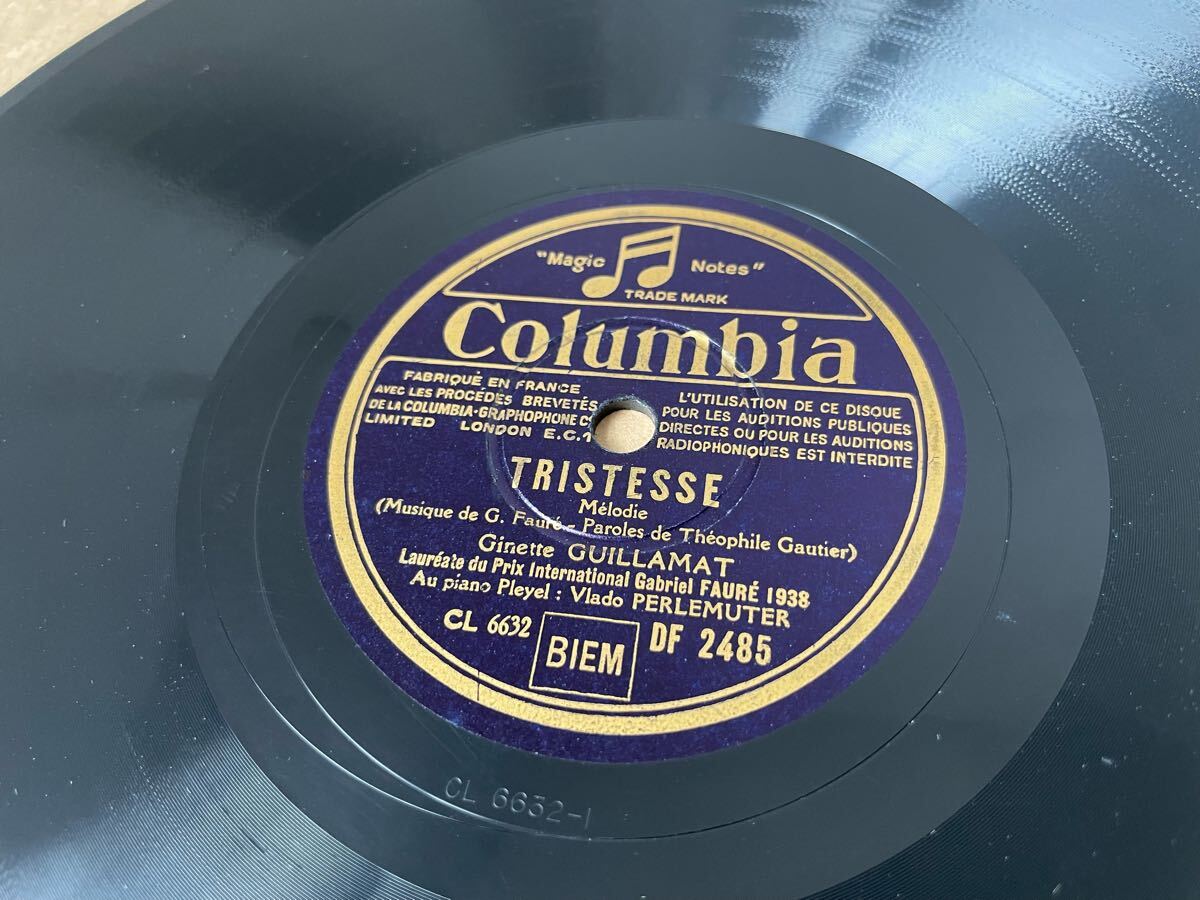 "Magic Notes"
TRADE MARK
Columbia
FABRIQUÉ EN FRANCE
AVEC LES PROCÉDÉS BREVETÉS
DE LA COLUMBIA-GRAPHOPHONE Cº
LIMITED LONDON E.C.1
L'UTILISATION DE CE DISQUE
POUR LES AUDITIONS PUBLIQUES
DIRECTES OU POUR LES AUDITIONS
RADIOPHONIQUES EST INTERDITE
TRISTESSE
Mélodie
(Musique de G. Fauré - Paroles de Théophile Gautier)
Ginette GUILLAMAT
Lauréate du Prix International Gabriel FAURÉ 1938
Au piano Pleyel : Vlado PERLEMUTER
CL 6632 BIEM DF 2485
CL 6632-1